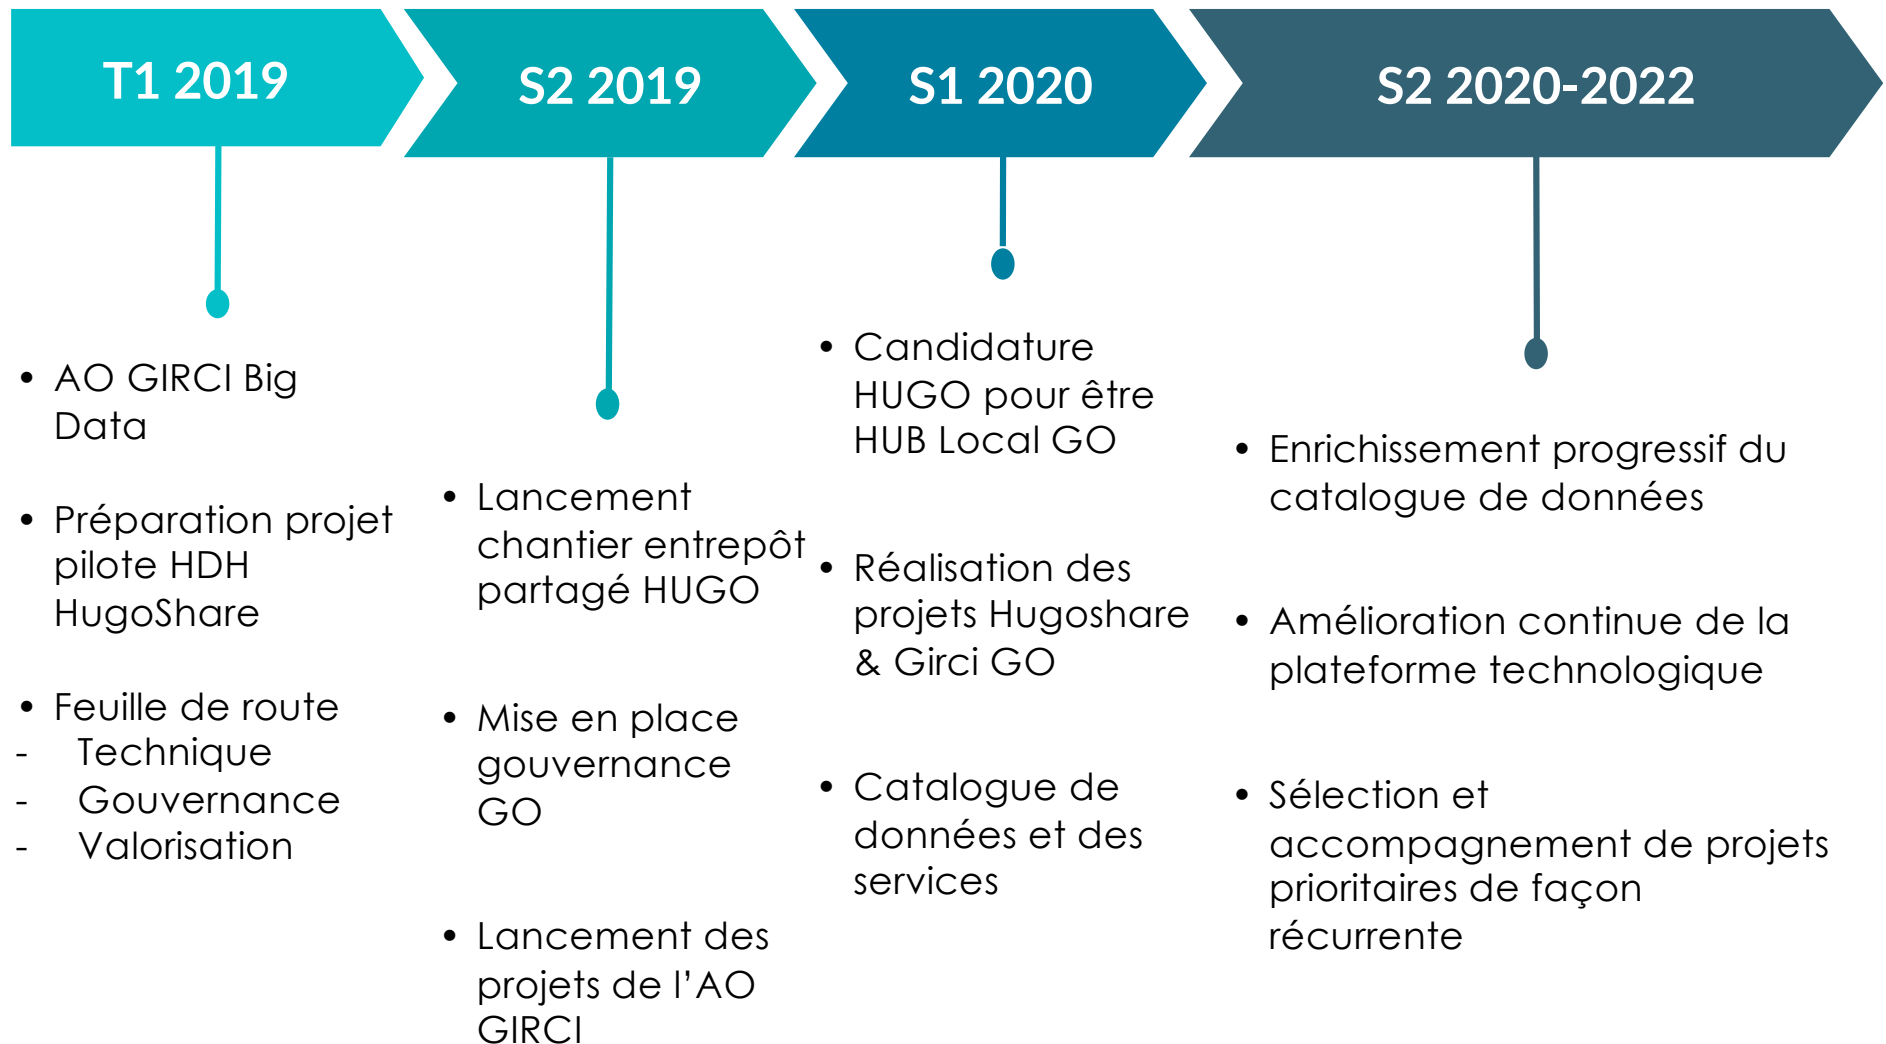 T1 2019
S2 2019
S1 2020
S2 2020-2022
• AO GIRCI Big
Data
• Préparation projet
pilote HDH
HugoShare
• Feuille de route
- Technique
- Gouvernance
- Valorisation
• Lancement
chantier entrepôt
partagé HUGO
• Mise en place
gouvernance
GO
• Lancement des
projets de l’AO
GIRCI
• Candidature
HUGO pour être
HUB Local GO
• Réalisation des
projets Hugoshare
& Girci GO
• Catalogue de
données et des
services
• Enrichissement progressif du
catalogue de données
• Amélioration continue de la
plateforme technologique
• Sélection et
accompagnement de projets
prioritaires de façon
récurrente